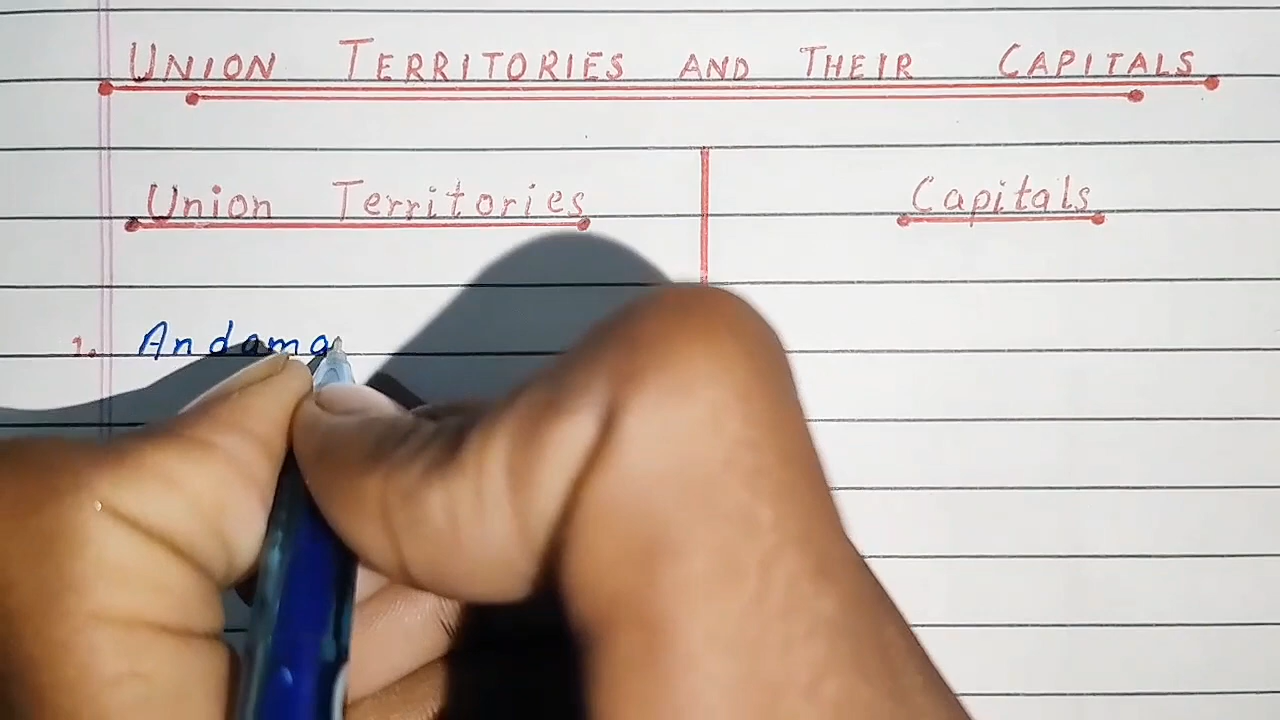 UNION TERRITORIES AND THEIR CAPITALS
Union Territories Capitals
1. Andama